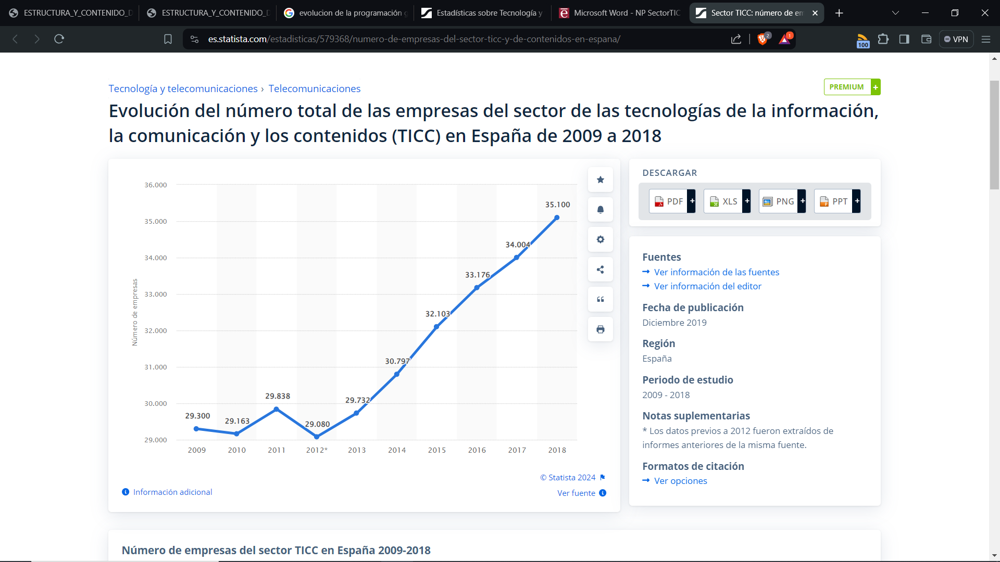 ESTRUCTURA_Y_CONTENIDO_D
ESTRUCTURA_Y_CONTENIDO_D
evolucion de la programación g
Estadísticas sobre Tecnología y
Microsoft Word - NP SectorTIC
Sector TICC: número de em
es.statista.com/estadisticas/579368/numero-de-empresas-del-sector-ticc-y-de-contenidos-en-espana/
2
1
100
VPN
Tecnología y telecomunicaciones › Telecomunicaciones
PREMIUM +
Evolución del número total de las empresas del sector de las tecnologías de la información,
la comunicación y los contenidos (TICC) en España de 2009 a 2018
Número de empresas
36.000
35.000
34.000
33.000
32.000
31.000
30.000
29.000
29.300
29.163
29.838
29.080
29.732
30.797
32.103
33.176
34.004
35.100
2009 2010 2011 2012* 2013 2014 2015 2016 2017 2018
© Statista 2024
Información adicional
Ver fuente
DESCARGAR
PDF + XLS + PNG + PPT +
Fuentes
Ver información de las fuentes
Ver información del editor
Fecha de publicación
Diciembre 2019
Región
España
Periodo de estudio
2009 - 2018
Notas suplementarias
* Los datos previos a 2012 fueron extraídos de
informes anteriores de la misma fuente.
Formatos de citación
Ver opciones
Número de empresas del sector TICC en España 2009-2018